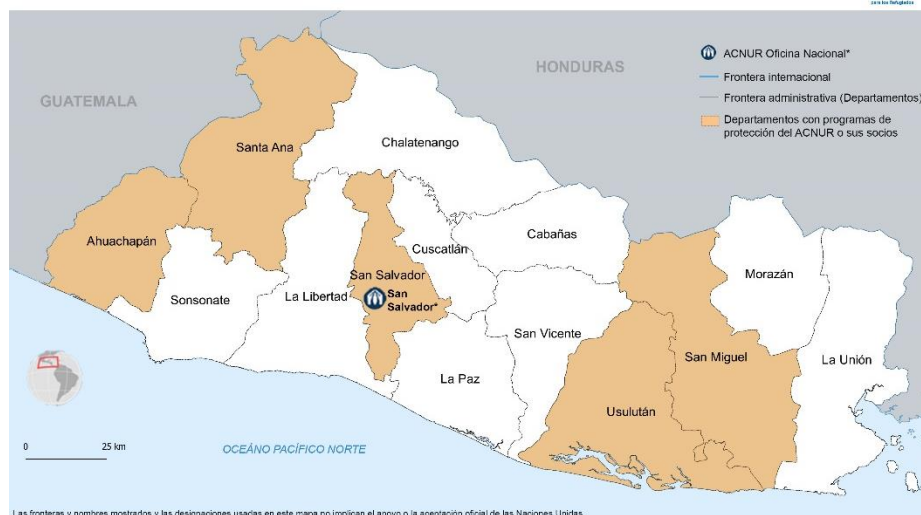 para los Refugiados
ACNUR Oficina Nacional*
Frontera internacional
Frontera administrativa (Departamentos)
Departamentos con programas de
protección del ACNUR o sus socios
HONDURAS
GUATEMALA
Chalatenango
Santa Ana
Cabañas
Ahuachapán
Cuscatlán
Morazán
San Salvador
San
Salvador*
Sonsonate
La Libertad
San Vicente
San Miguel
La Unión
La Paz
Usulután
0 25 km
OCEÁNO PACÍFICO NORTE
Las fronteras y nombres mostrados y las designaciones usadas en este mapa no implican el apoyo o la aceptación oficial de las Naciones Unidas.